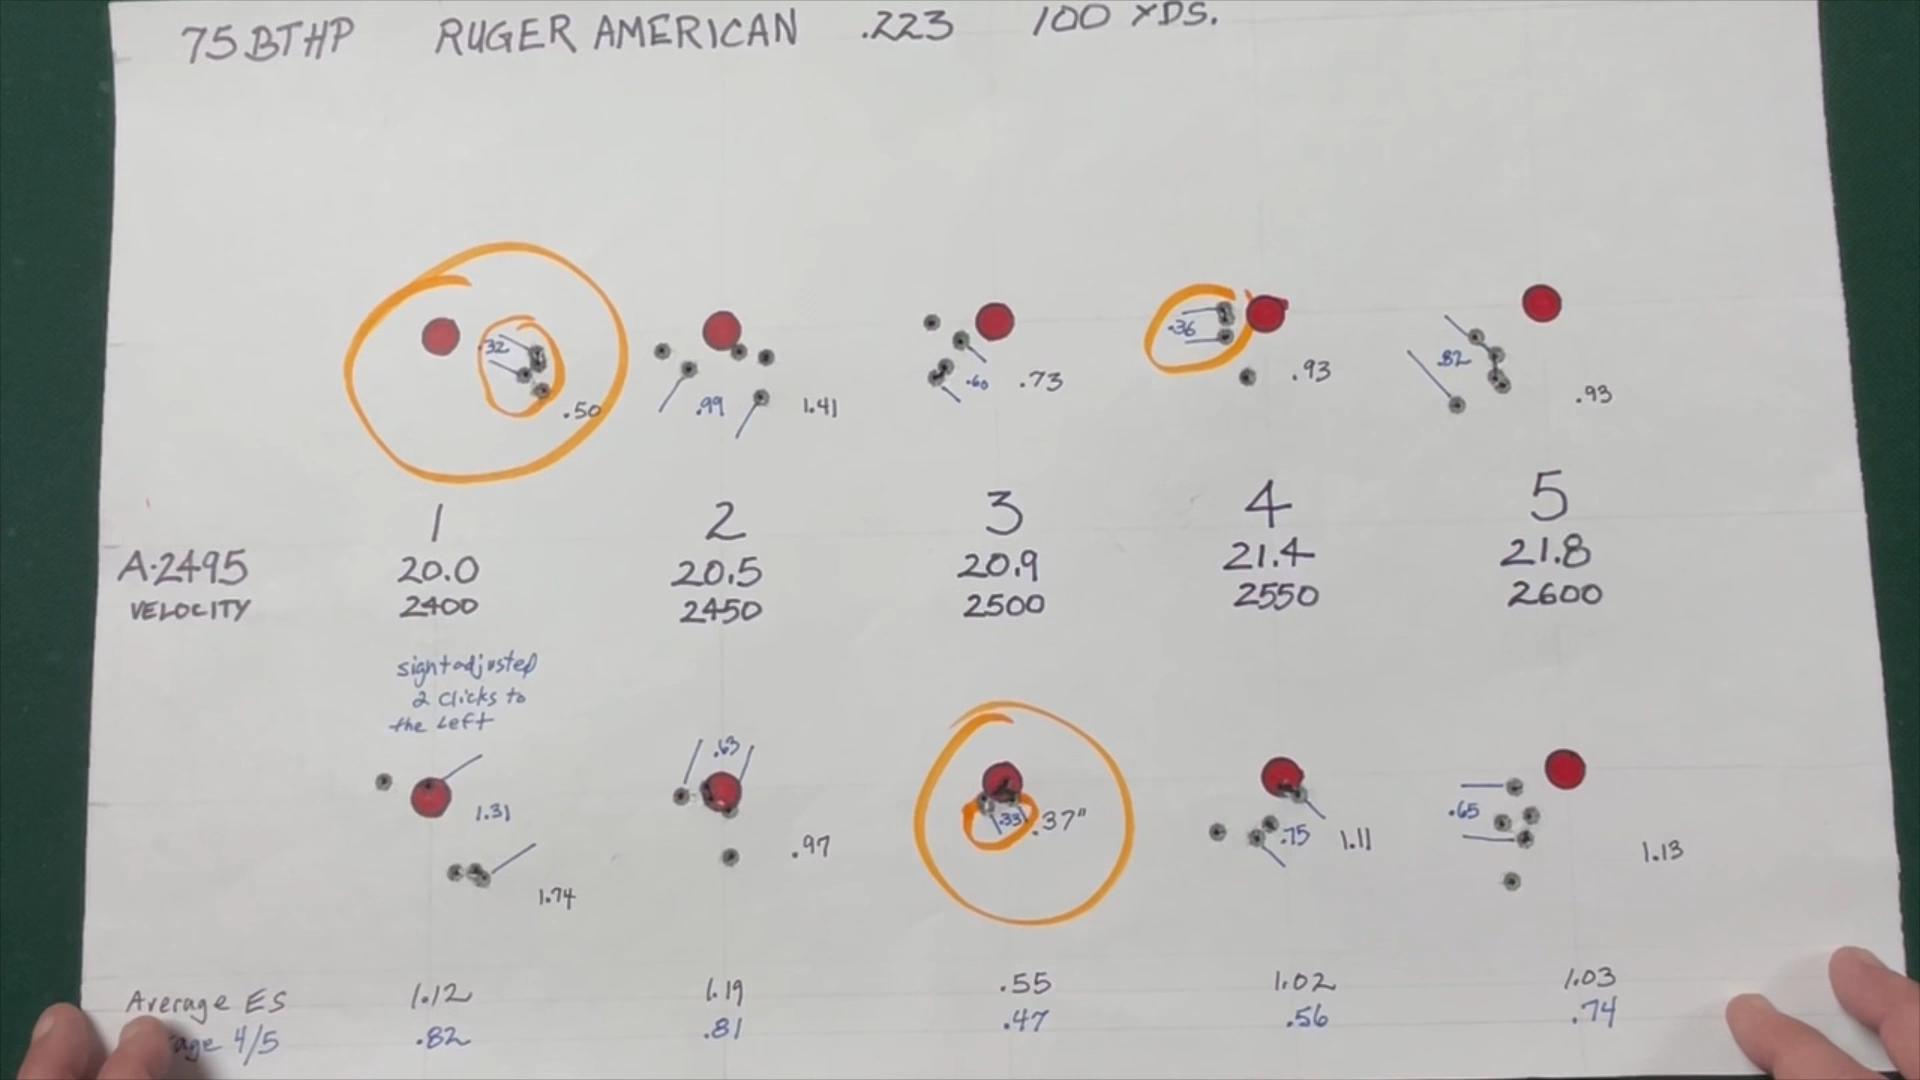 75 BTHP RUGER AMERICAN .223 100 YDS.
.32 .50
.99 1.41
.60 .73
.36 .93
.82 .93
1 2 3 4 5
A-2495 20.0 20.5 20.9 21.4 21.8
VELOCITY 2400 2450 2500 2550 2600
sight adjusted
2 clicks to
the Left
1.31 1.74
.63 .97
.33 .37"
.75 1.11
.65 1.13
Average ES 1.12 1.19 .55 1.02 1.03
4/5 .82 .81 .47 .56 .74